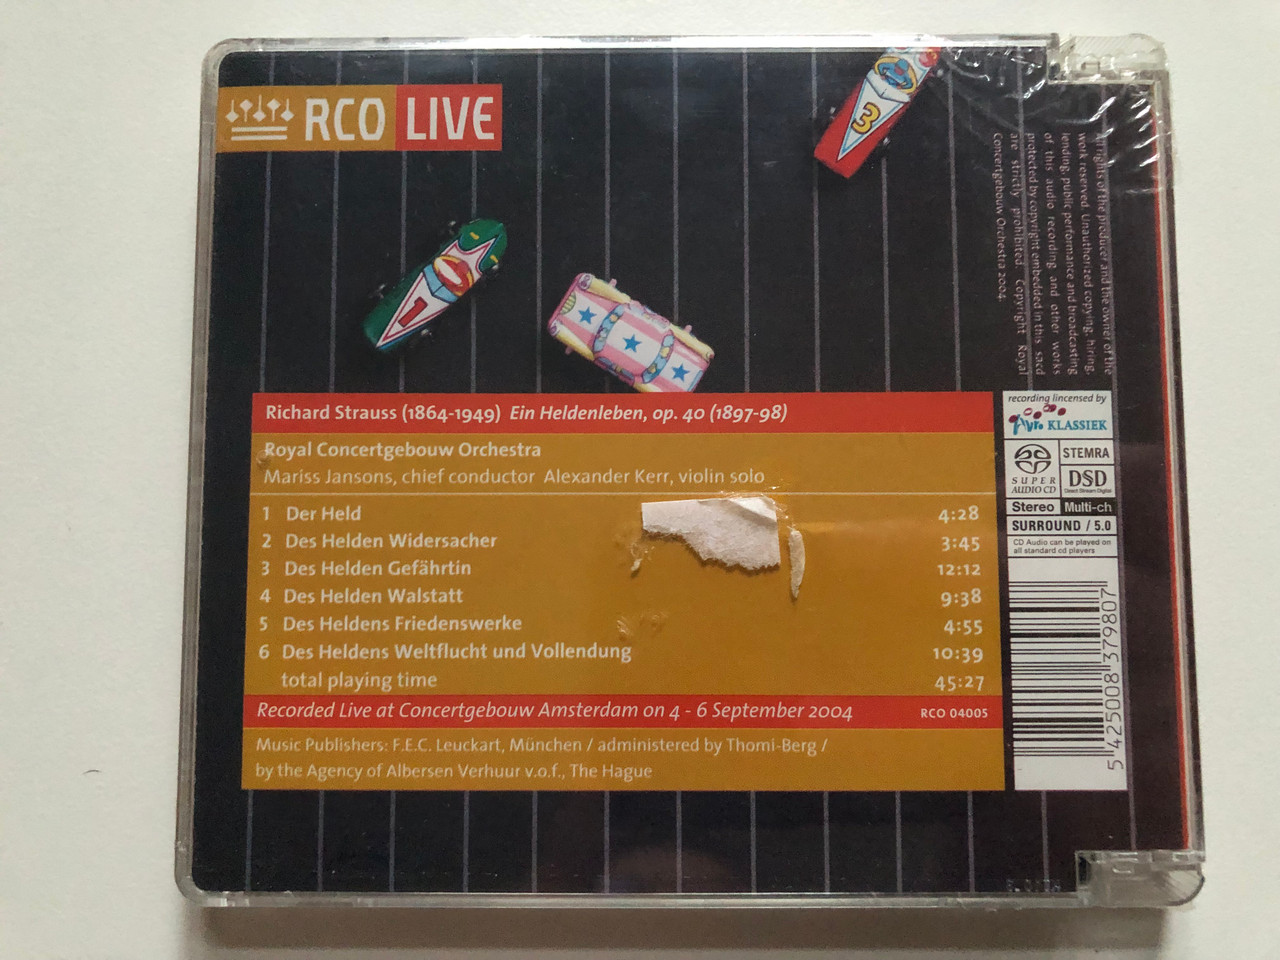 RCO LIVE
3
1
All rights of the producer and the owner of the
work reserved. Unauthorized copying, hiring,
lending, public performance and broadcasting
of this audio recording and other works
protected by copyright embedded in this sacd
are strictly prohibited. Copyright Royal
Concertgebouw Orchestra 2004.
Richard Strauss (1864-1949) Ein Heldenleben, op. 40 (1897-98)
Royal Concertgebouw Orchestra
Mariss Jansons, chief conductor Alexander Kerr, violin solo
1 Der Held 4:28
2 Des Helden Widersacher 3:45
3 Des Helden Gefährtin 12:12
4 Des Helden Walstatt 9:38
5 Des Heldens Friedenswerke 4:55
6 Des Heldens Weltflucht und Vollendung 10:39
total playing time 45:27
Recorded Live at Concertgebouw Amsterdam on 4 - 6 September 2004 RCO 04005
Music Publishers: F.E.C. Leuckart, München / administered by Thomi-Berg /
by the Agency of Albersen Verhuur v.o.f., The Hague
recording lincensed by
Avro KLASSIEK
SUPER AUDIO CD
STEMRA
DSD
Direct Stream Digital
Stereo Multi-ch
SURROUND / 5.0
CD Audio can be played on
all standard cd players
5 425008 379807